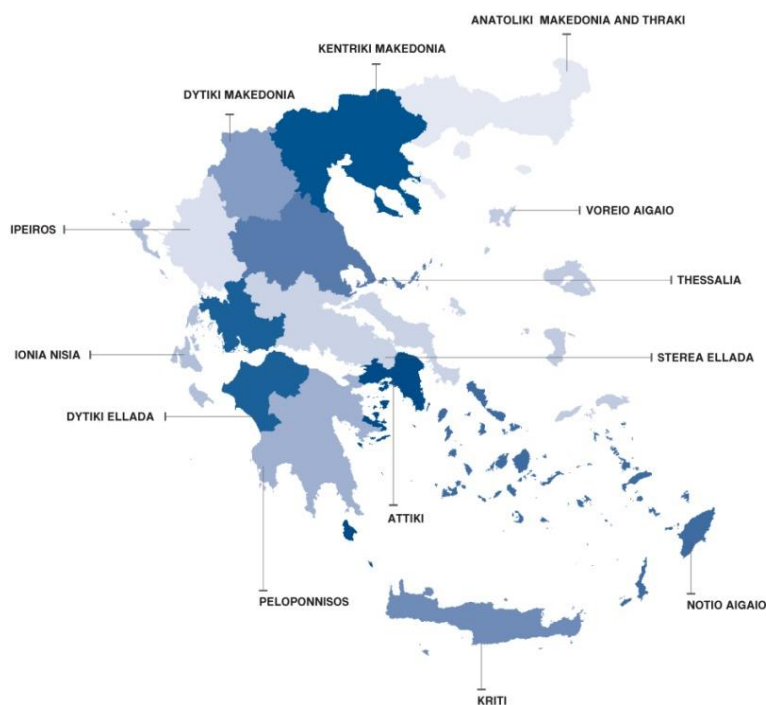 ANATOLIKI MAKEDONIA AND THRAKI
KENTRIKI MAKEDONIA
DYTIKI MAKEDONIA
VOREIO AIGAIO
IPEIROS
THESSALIA
IONIA NISIA
STEREA ELLADA
DYTIKI ELLADA
ATTIKI
PELOPONNISOS
NOTIO AIGAIO
KRITI